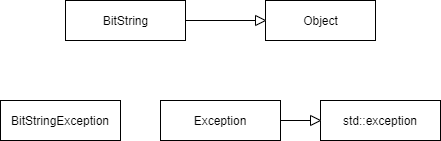 BitString
Object
BitStringException
Exception
std::exception